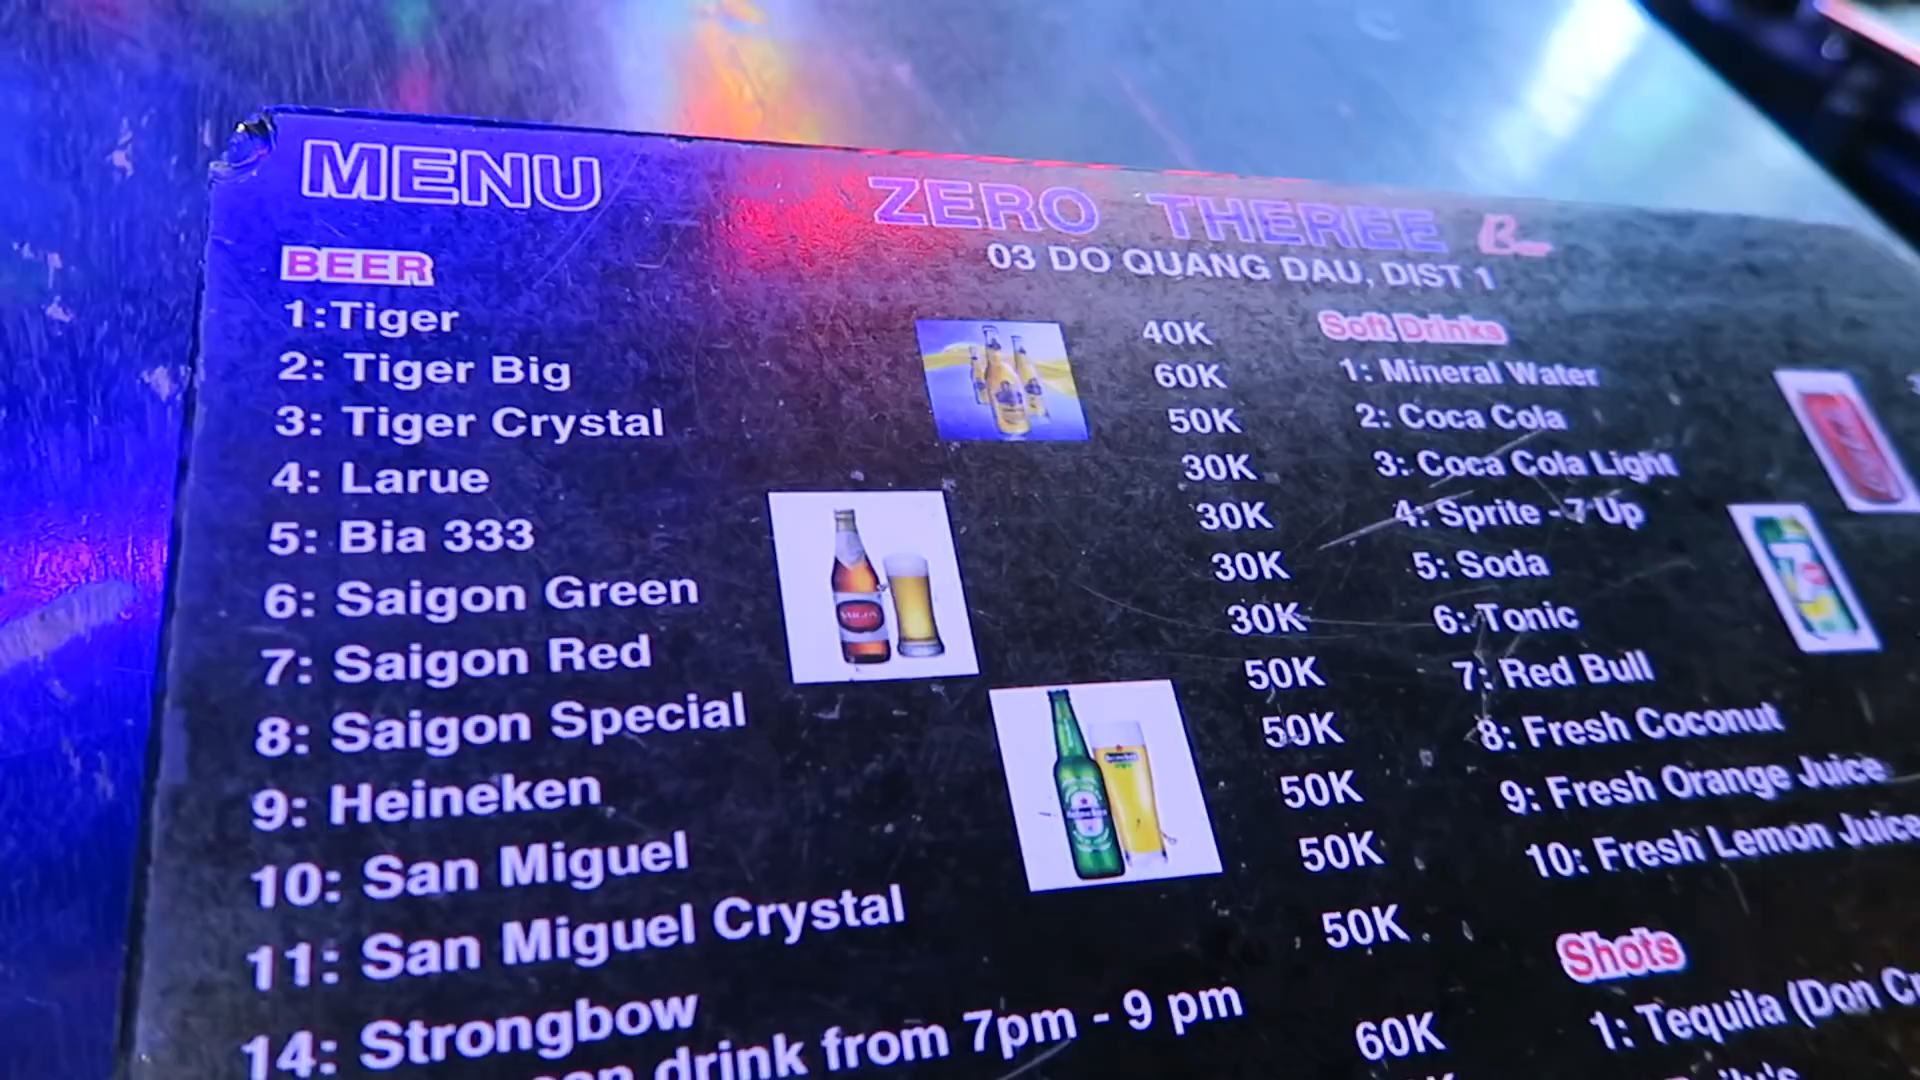 MENU
ZERO THEREE Bar
03 DO QUANG DAU, DIST 1
BEER
1:Tiger 40K
2: Tiger Big 60K
3: Tiger Crystal 50K
4: Larue 30K
5: Bia 333 30K
6: Saigon Green 30K
7: Saigon Red 30K
8: Saigon Special 50K
9: Heineken 50K
10: San Miguel 50K
11: San Miguel Crystal 50K
14: Strongbow 50K
drink from 7pm - 9 pm
60K
Soft Drinks
1: Mineral Water
2: Coca Cola
3: Coca Cola Light
4: Sprite - 7 Up
5: Soda
6: Tonic
7: Red Bull
8: Fresh Coconut
9: Fresh Orange Juice
10: Fresh Lemon Juice
Shots
1: Tequila (Don